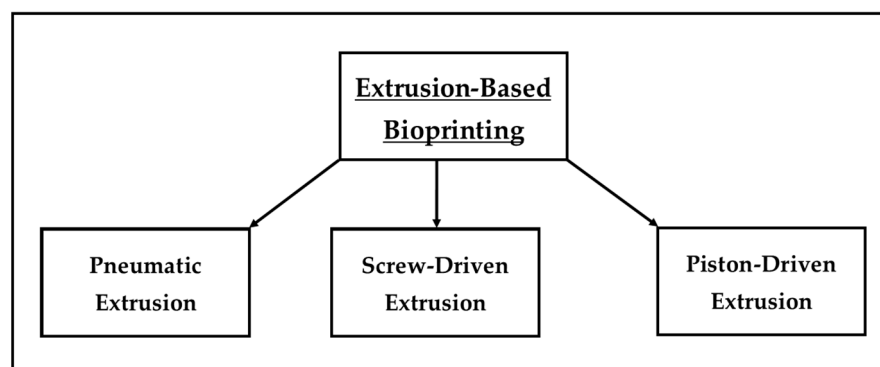 Extrusion-Based
Bioprinting
Pneumatic
Extrusion
Screw-Driven
Extrusion
Piston-Driven
Extrusion